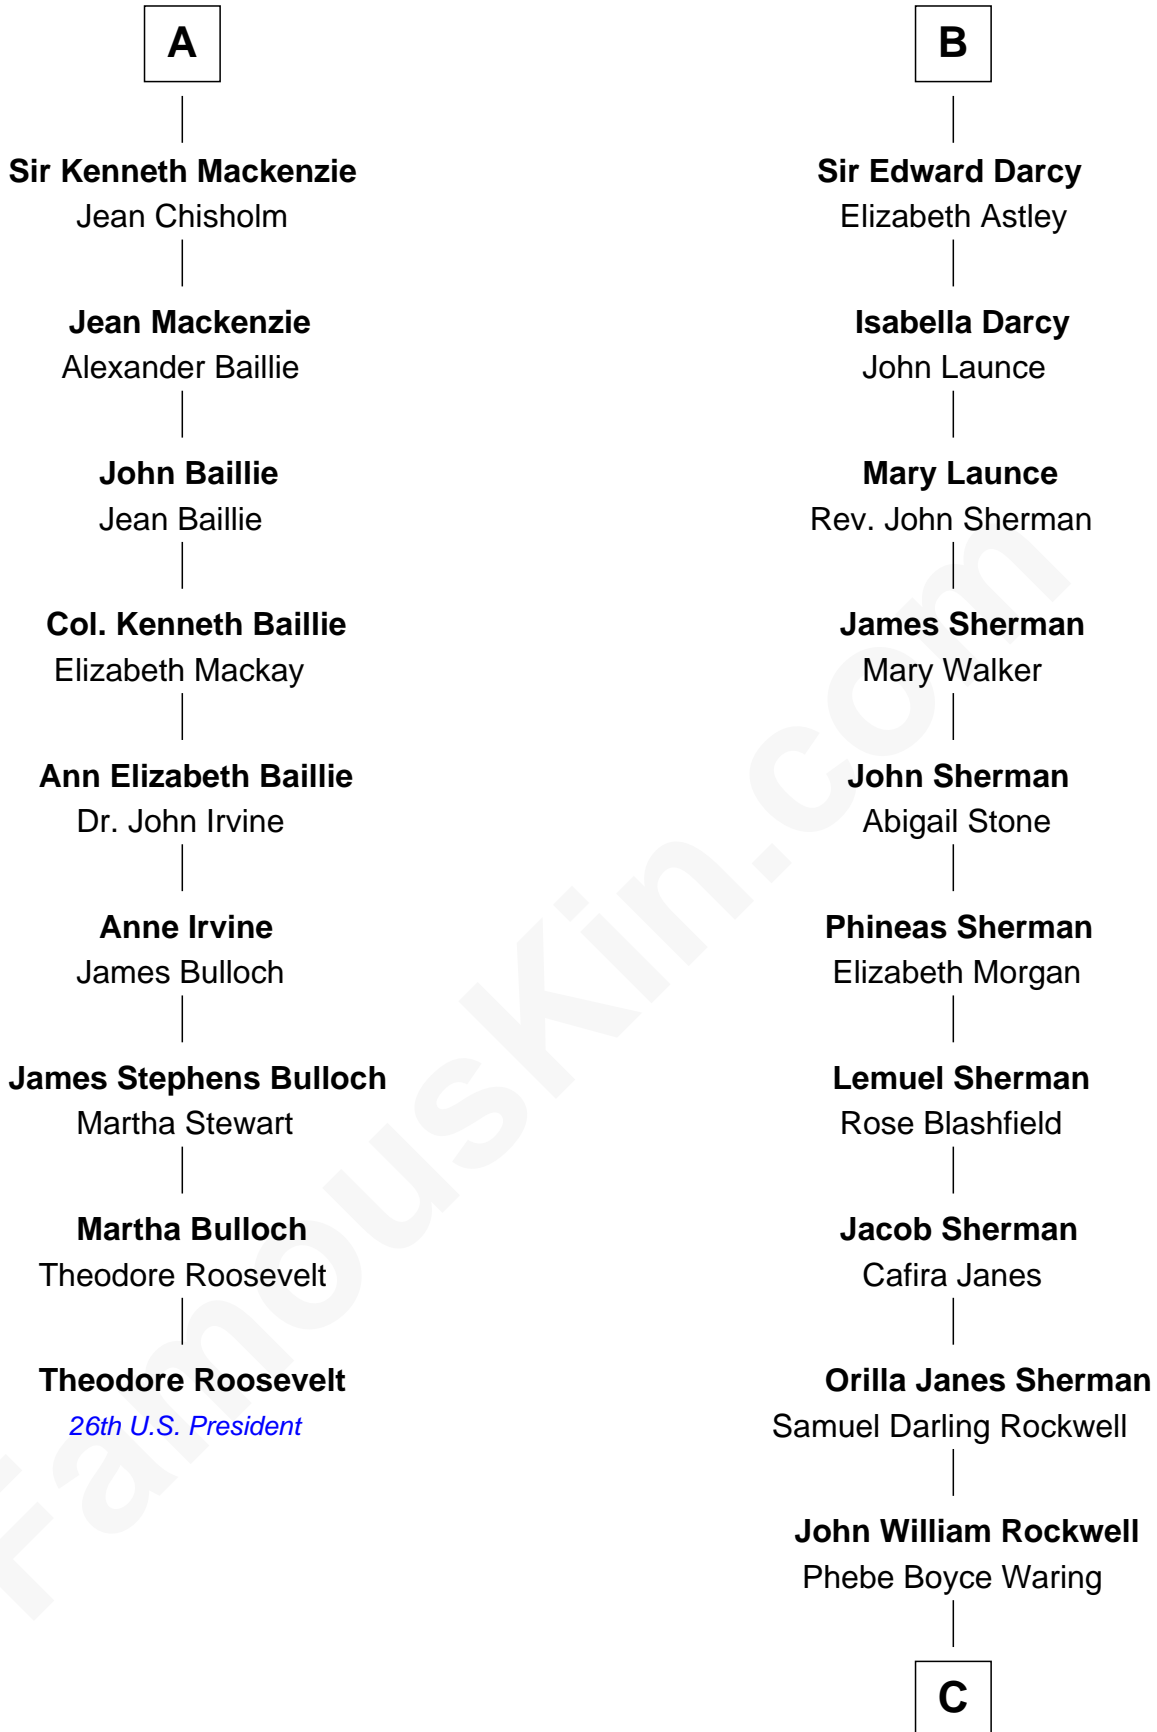 A
Sir Kenneth Mackenzie
Jean Chisholm
Jean Mackenzie
Alexander Baillie
John Baillie
Jean Baillie
Col. Kenneth Baillie
Elizabeth Mackay
Ann Elizabeth Baillie
Dr. John Irvine
Anne Irvine
James Bulloch
James Stephens Bulloch
Martha Stewart
Martha Bulloch
Theodore Roosevelt
Theodore Roosevelt
26th U.S. President
B
Sir Edward Darcy
Elizabeth Astley
Isabella Darcy
John Launce
Mary Launce
Rev. John Sherman
James Sherman
Mary Walker
John Sherman
Abigail Stone
Phineas Sherman
Elizabeth Morgan
Lemuel Sherman
Rose Blashfield
Jacob Sherman
Cafira Janes
Orilla Janes Sherman
Samuel Darling Rockwell
John William Rockwell
Phebe Boyce Waring
C
FamousKin.com